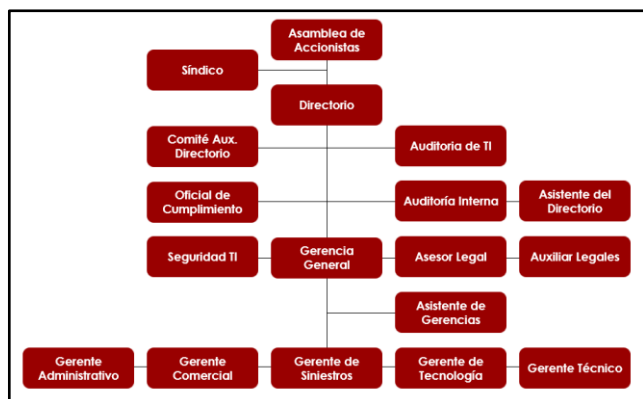 Asamblea de
Accionistas
Síndico
Directorio
Comité Aux.
Directorio
Auditoria de TI
Oficial de
Cumplimiento
Auditoría Interna
Asistente del
Directorio
Seguridad TI
Gerencia
General
Asesor Legal
Auxiliar Legales
Asistente de
Gerencias
Gerente
Administrativo
Gerente
Comercial
Gerente de
Siniestros
Gerente de
Tecnología
Gerente Técnico